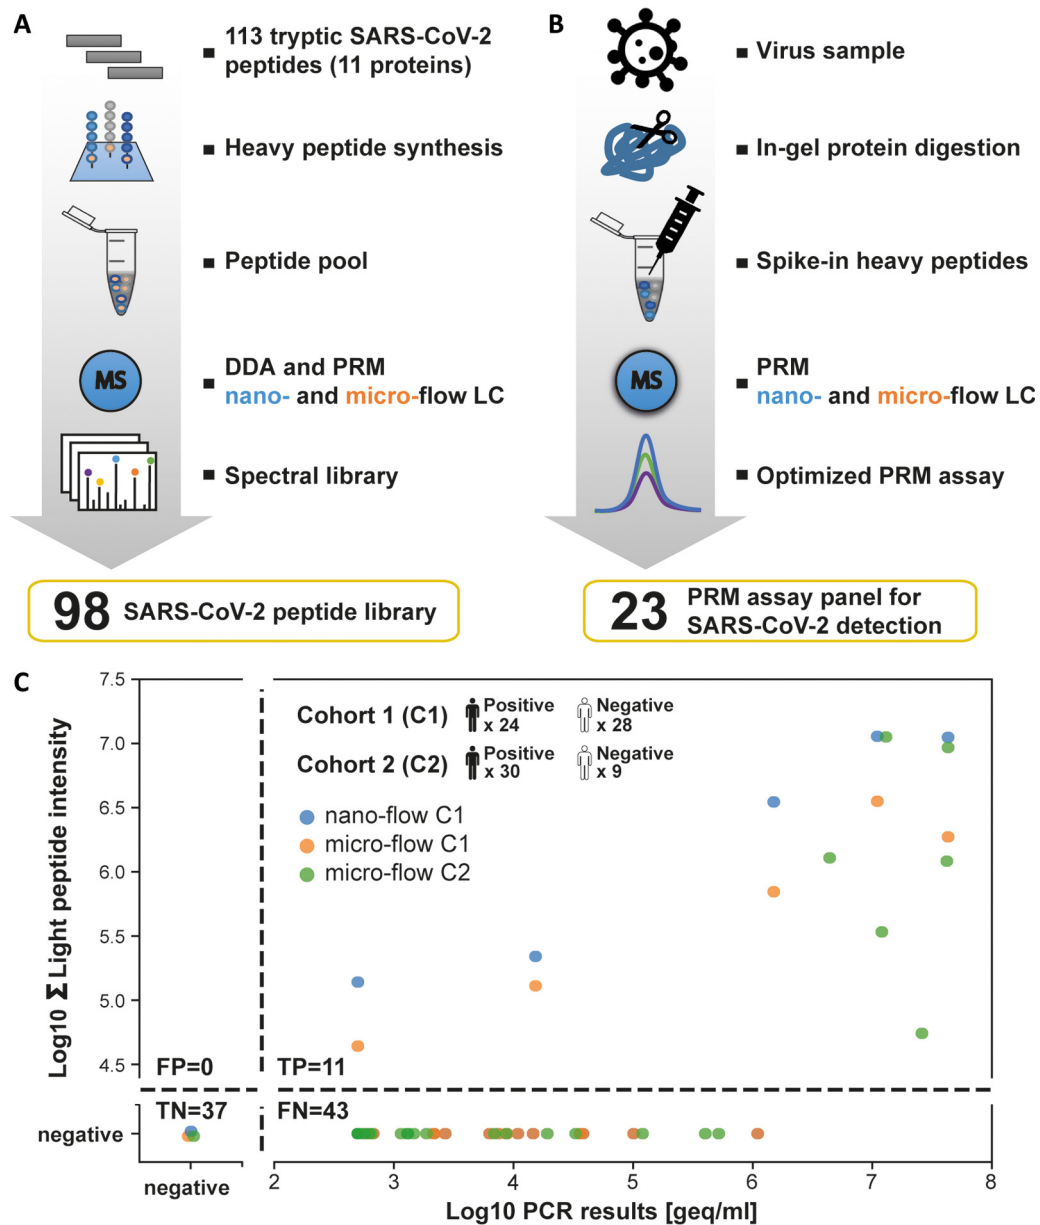 A
113 tryptic SARS-CoV-2
peptides (11 proteins)
Heavy peptide synthesis
Peptide pool
MS
DDA and PRM
nano- and micro-flow LC
Spectral library
98 SARS-CoV-2 peptide library
B
Virus sample
In-gel protein digestion
Spike-in heavy peptides
MS
PRM
nano- and micro-flow LC
Optimized PRM assay
23 PRM assay panel for
SARS-CoV-2 detection
C
Log10 Σ Light peptide intensity
7.5
7.0
6.5
6.0
5.5
5.0
4.5
negative
Cohort 1 (C1) Positive x 24 Negative x 28
Cohort 2 (C2) Positive x 30 Negative x 9
nano-flow C1
micro-flow C1
micro-flow C2
FP=0
TP=11
TN=37
FN=43
negative
2 3 4 5 6 7 8
Log10 PCR results [geq/ml]